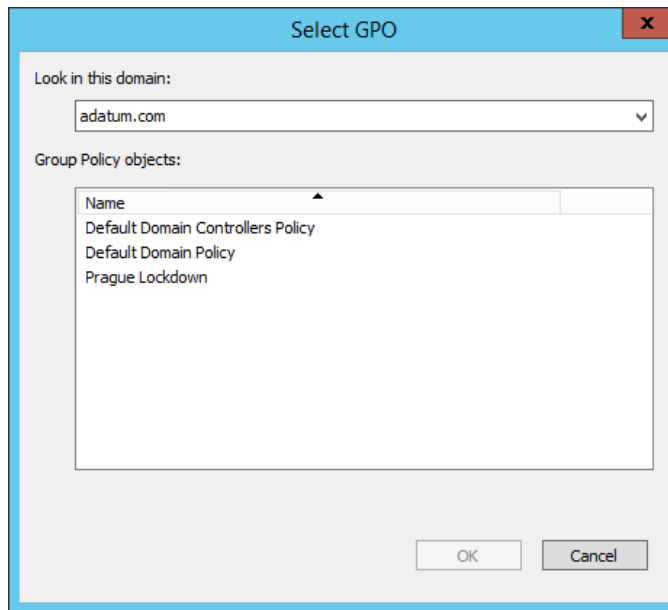 Select GPO
x
Look in this domain:
adatum.com
Group Policy objects:
Name
Default Domain Controllers Policy
Default Domain Policy
Prague Lockdown
OK
Cancel